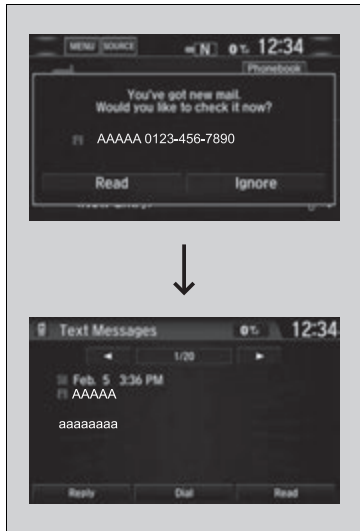 MENU SOURCE N 12:34
Phonebook
You've got new mail.
Would you like to check it now?
AAAAA 0123-456-7890
Read Ignore
Text Messages 12:34
1/20
Feb. 5 3:36 PM
AAAAA
aaaaaaaa
Reply Dial Read